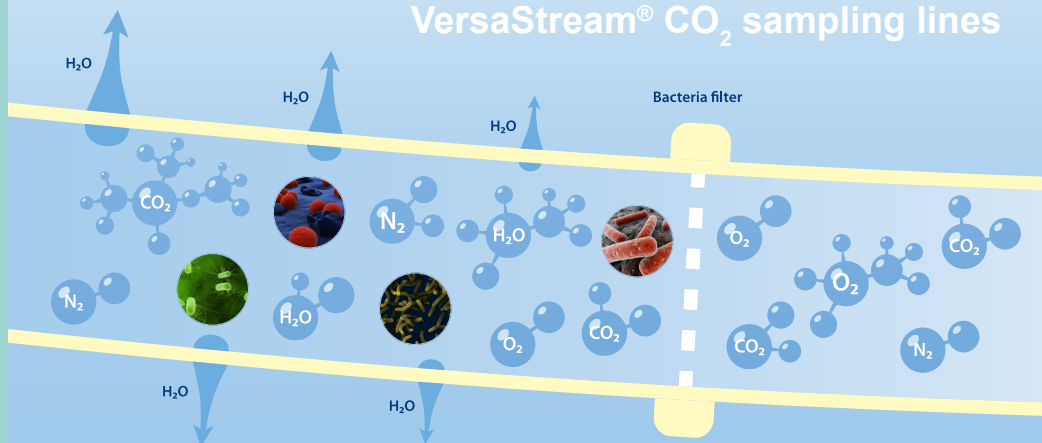 VersaStream® CO₂ sampling lines
H₂O
H₂O
Bacteria filter
H₂O
CO₂
N₂
H₂O
O₂
CO₂
O₂
N₂
H₂O
O₂
CO₂
CO₂
N₂
H₂O
H₂O